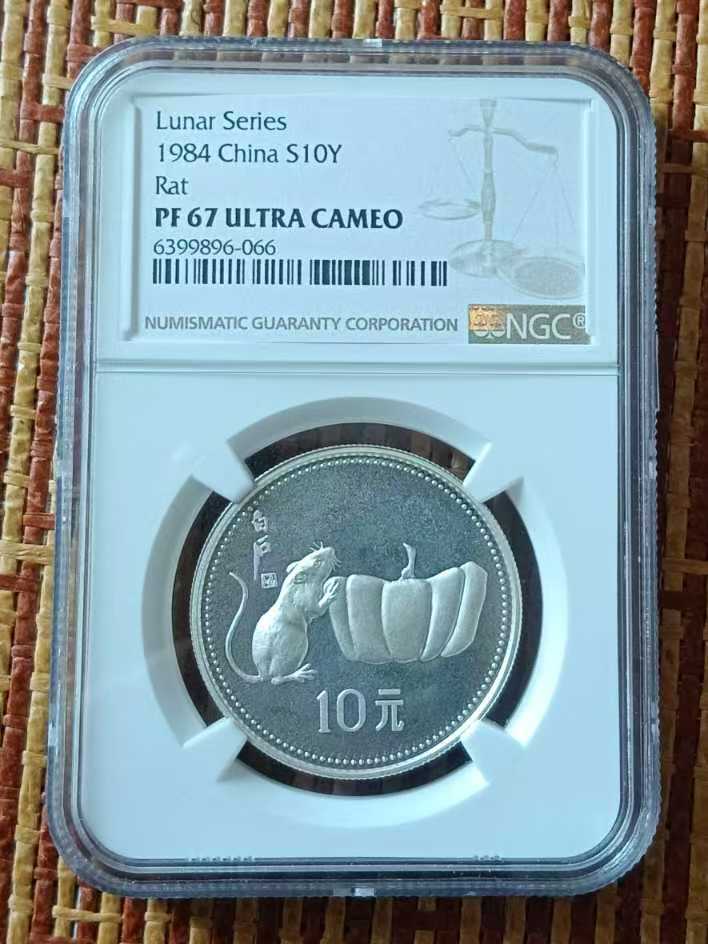 Lunar Series
1984 China S10Y
Rat
PF 67 ULTRA CAMEO
6399896-066
NUMISMATIC GUARANTY CORPORATION
NGC®
白石
10元